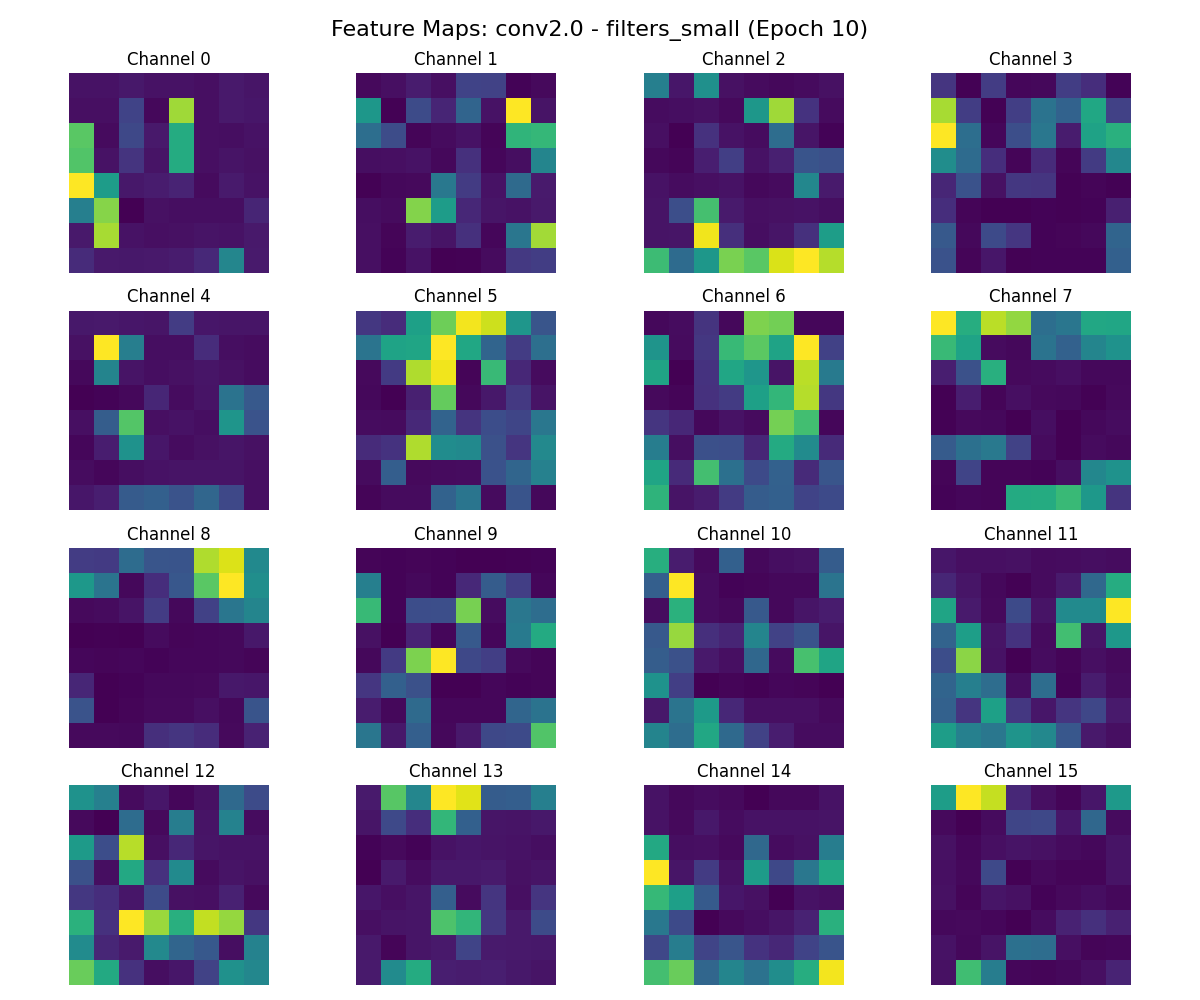 Feature Maps: conv2.0 - filters_small (Epoch 10)
Channel 0
Channel 1
Channel 2
Channel 3
Channel 4
Channel 5
Channel 6
Channel 7
Channel 8
Channel 9
Channel 10
Channel 11
Channel 12
Channel 13
Channel 14
Channel 15